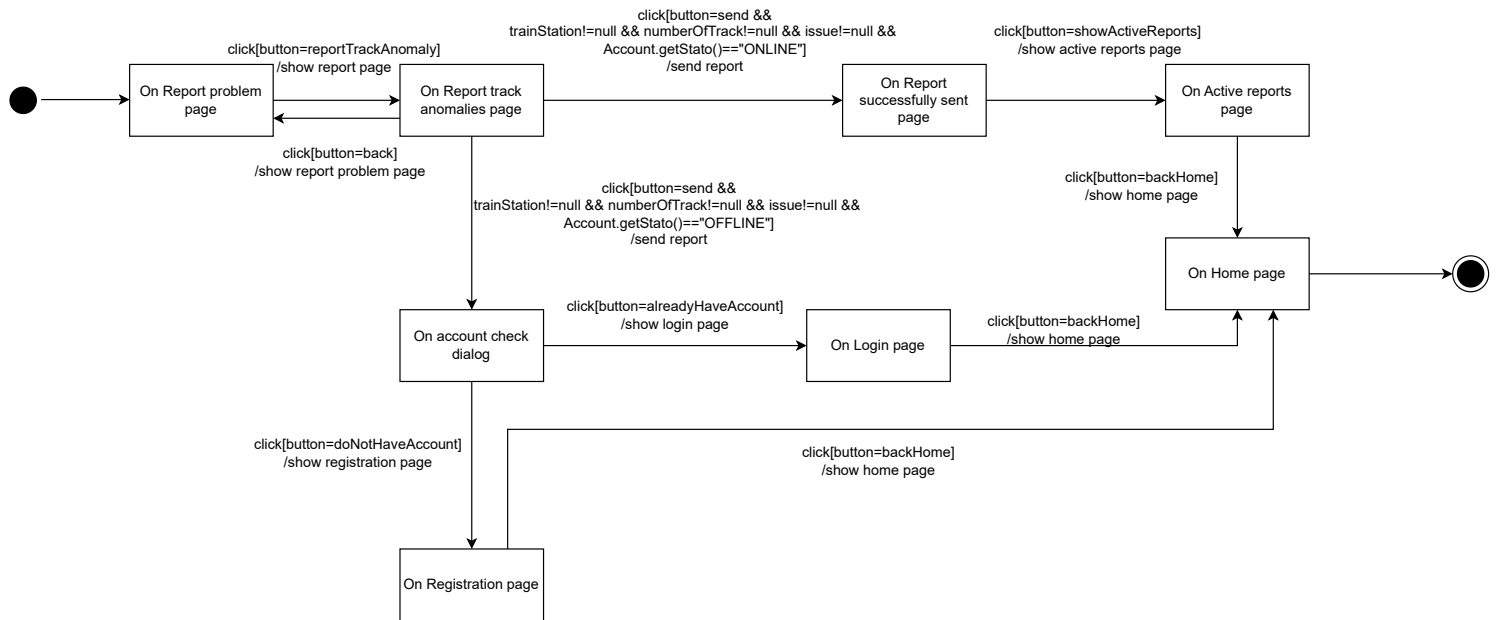 click[button=send &&
trainStation!=null && numberOfTrack!=null && issue!=null &&
Account.getStato()=="ONLINE"]
/send report
click[button=reportTrackAnomaly]
/show report page
click[button=showActiveReports]
/show active reports page
On Report problem
page
On Report track
anomalies page
On Report
successfully sent
page
On Active reports
page
click[button=back]
/show report problem page
click[button=send &&
trainStation!=null && numberOfTrack!=null && issue!=null &&
Account.getStato()=="OFFLINE"]
/send report
click[button=backHome]
/show home page
On Home page
click[button=alreadyHaveAccount]
/show login page
On account check
dialog
On Login page
click[button=backHome]
/show home page
click[button=doNotHaveAccount]
/show registration page
click[button=backHome]
/show home page
On Registration page